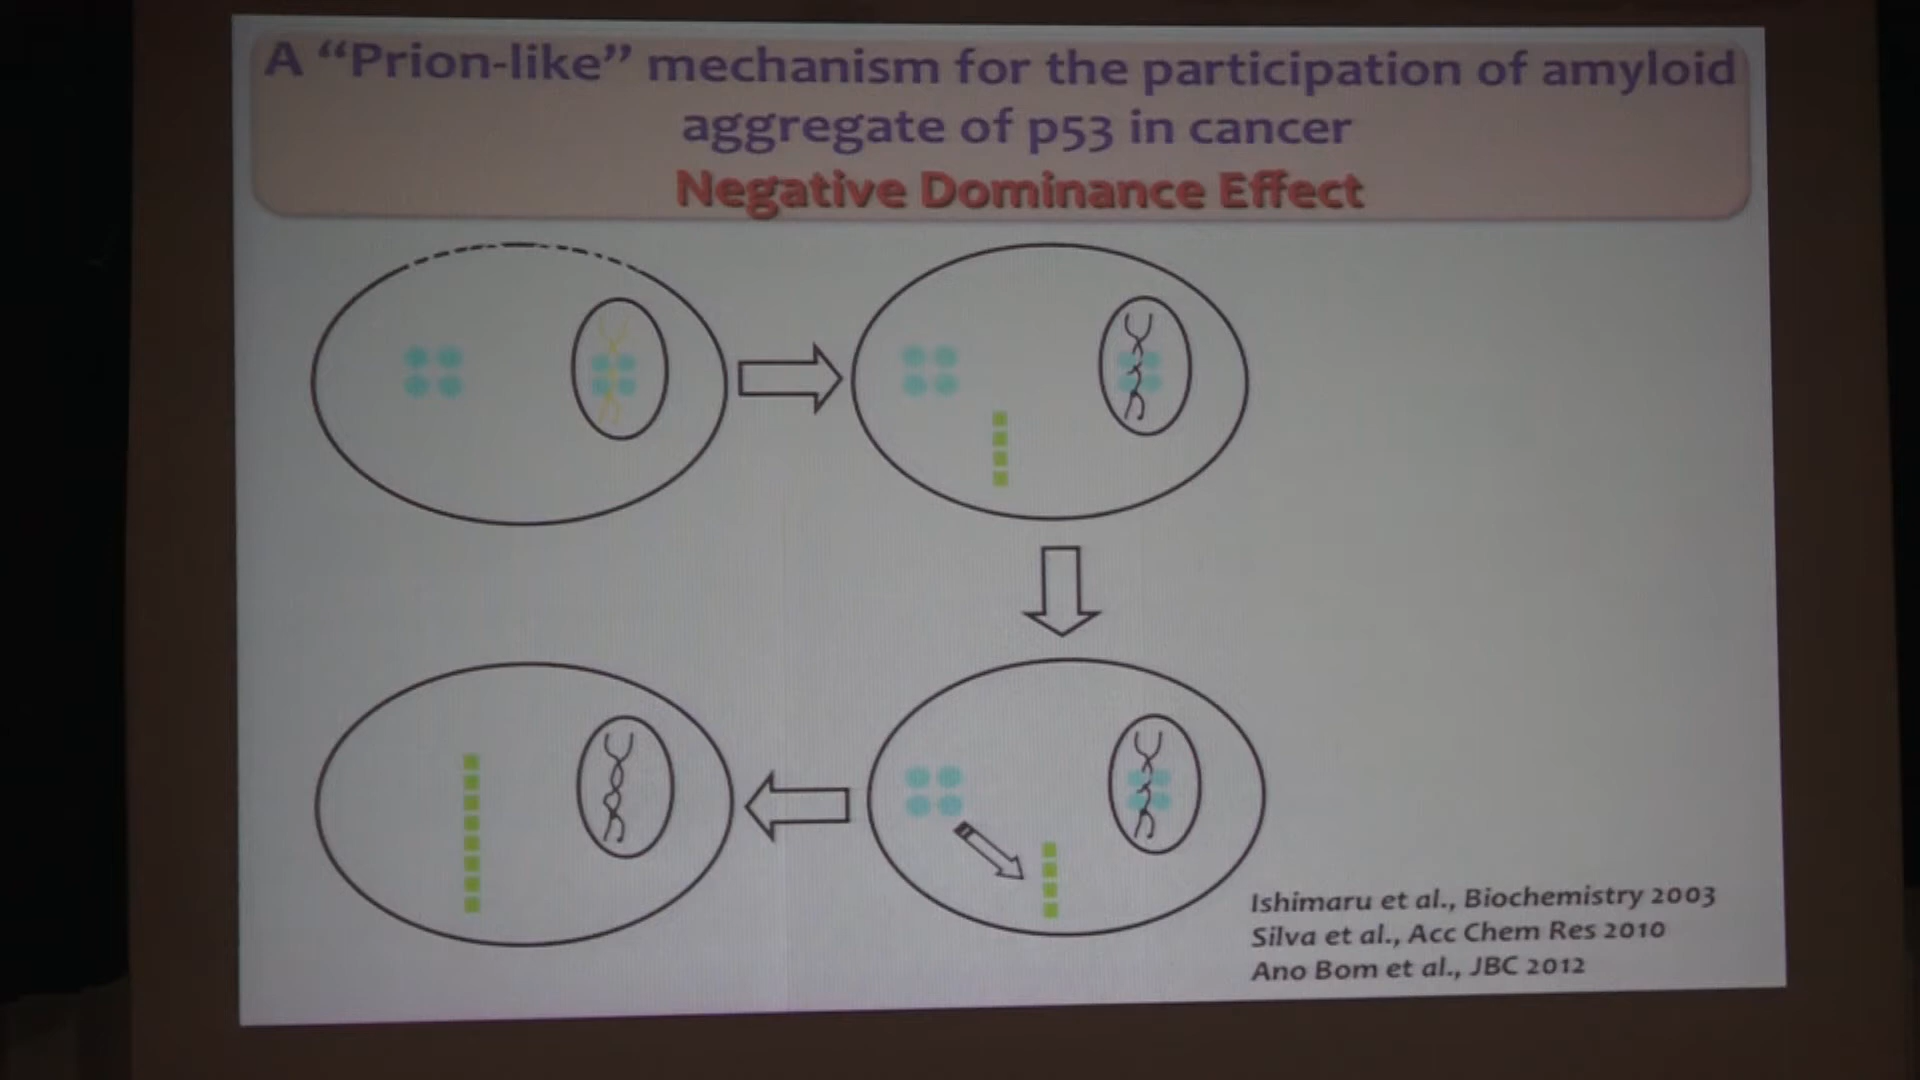 A “Prion-like” mechanism for the participation of amyloid
aggregate of p53 in cancer
Negative Dominance Effect
Ishimaru et al., Biochemistry 2003
Silva et al., Acc Chem Res 2010
Ano Bom et al., JBC 2012